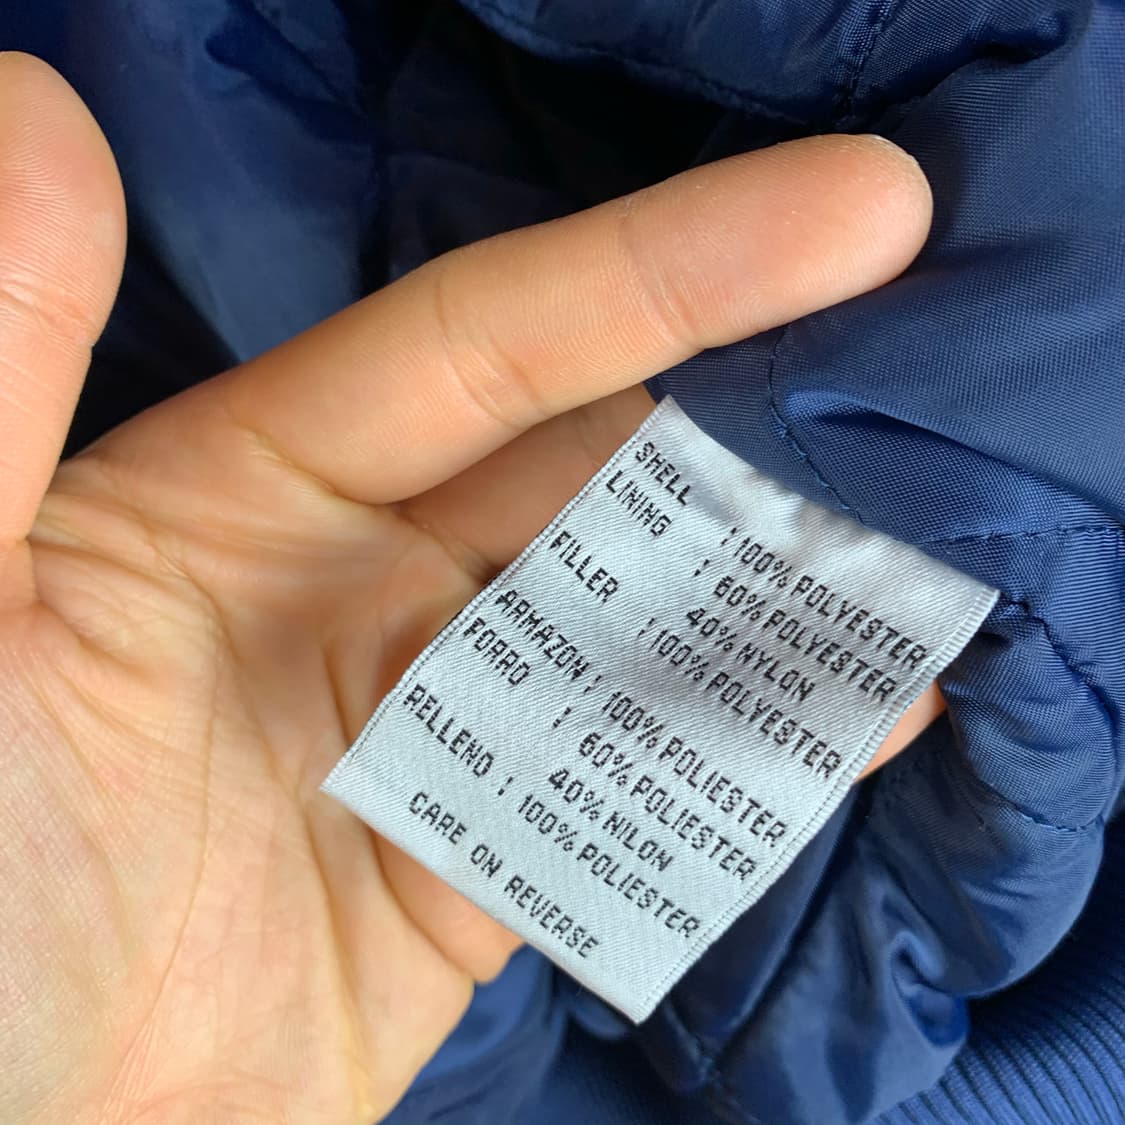 SHELL : 100% POLYESTER
LINING : 60% POLYESTER
40% NYLON
FILLER : 100% POLYESTER
ARMAZON : 100% POLIESTER
FORRO : 60% POLIESTER
40% NILON
RELLENO : 100% POLIESTER
CARE ON REVERSE